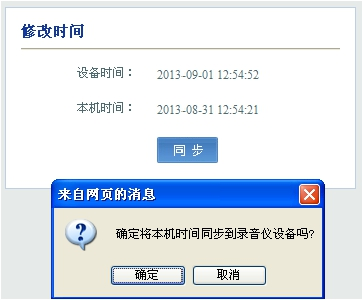 修改时间
设备时间： 2013-09-01 12:54:52
本机时间： 2013-08-31 12:54:21
同 步
来自网页的消息
?
确定将本机时间同步到录音仪设备吗?
确定 取消